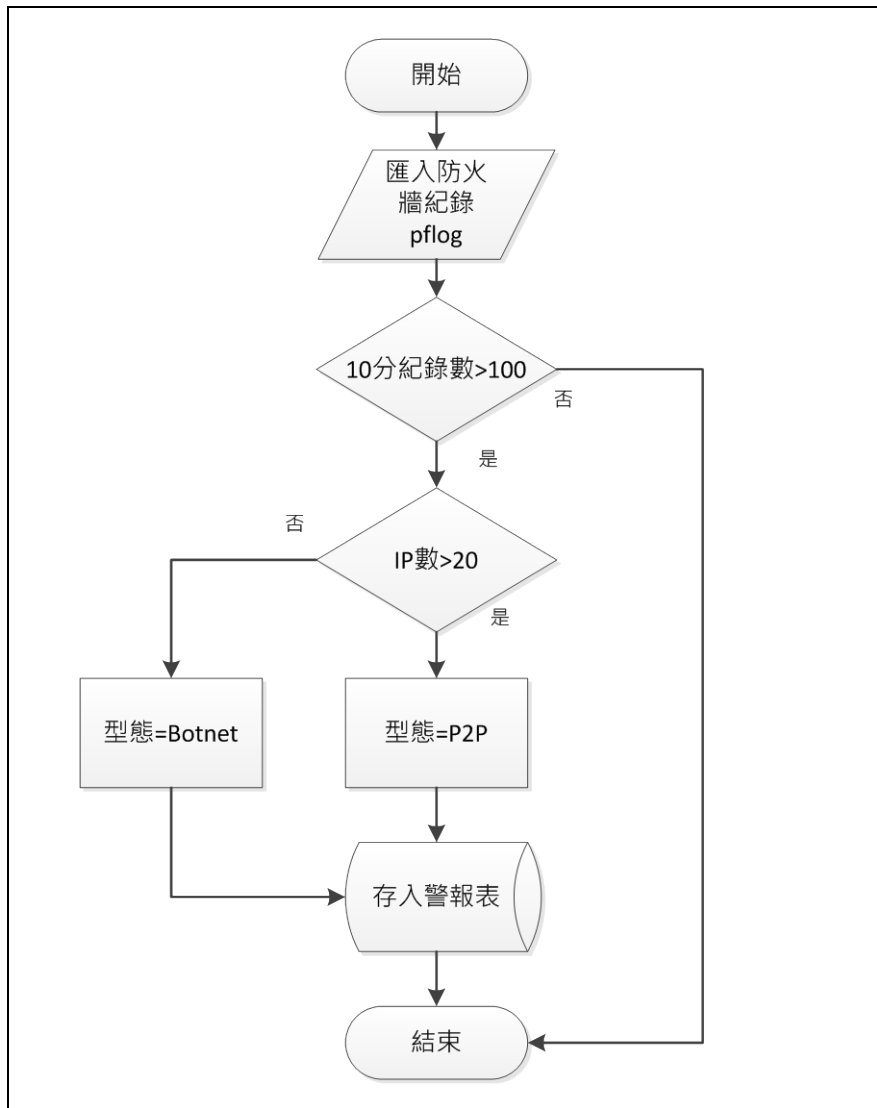 開始
匯入防火
牆紀錄
pflog
10分紀錄數>100
否
是
否
IP數>20
是
型態=Botnet
型態=P2P
存入警報表
結束